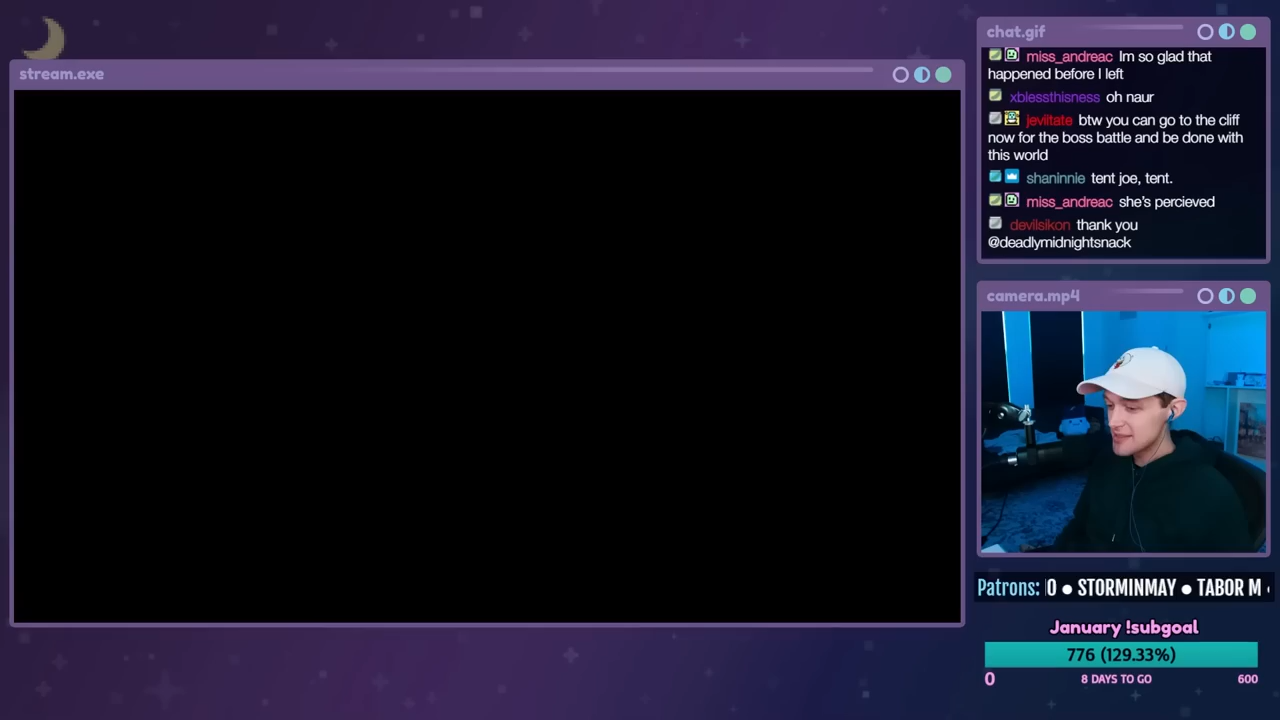 stream.exe
chat.gif
miss_andreac Im so glad that
happened before I left
xblessthisness oh naur
jeviltate btw you can go to the cliff
now for the boss battle and be done with
this world
shaninnie tent joe, tent.
miss_andreac she's percieved
devilsikon thank you
@deadlymidnightsnack
camera.mp4
Patrons: O ● STORMINMAY ● TABOR M
January !subgoal
776 (129.33%)
0 8 DAYS TO GO 600